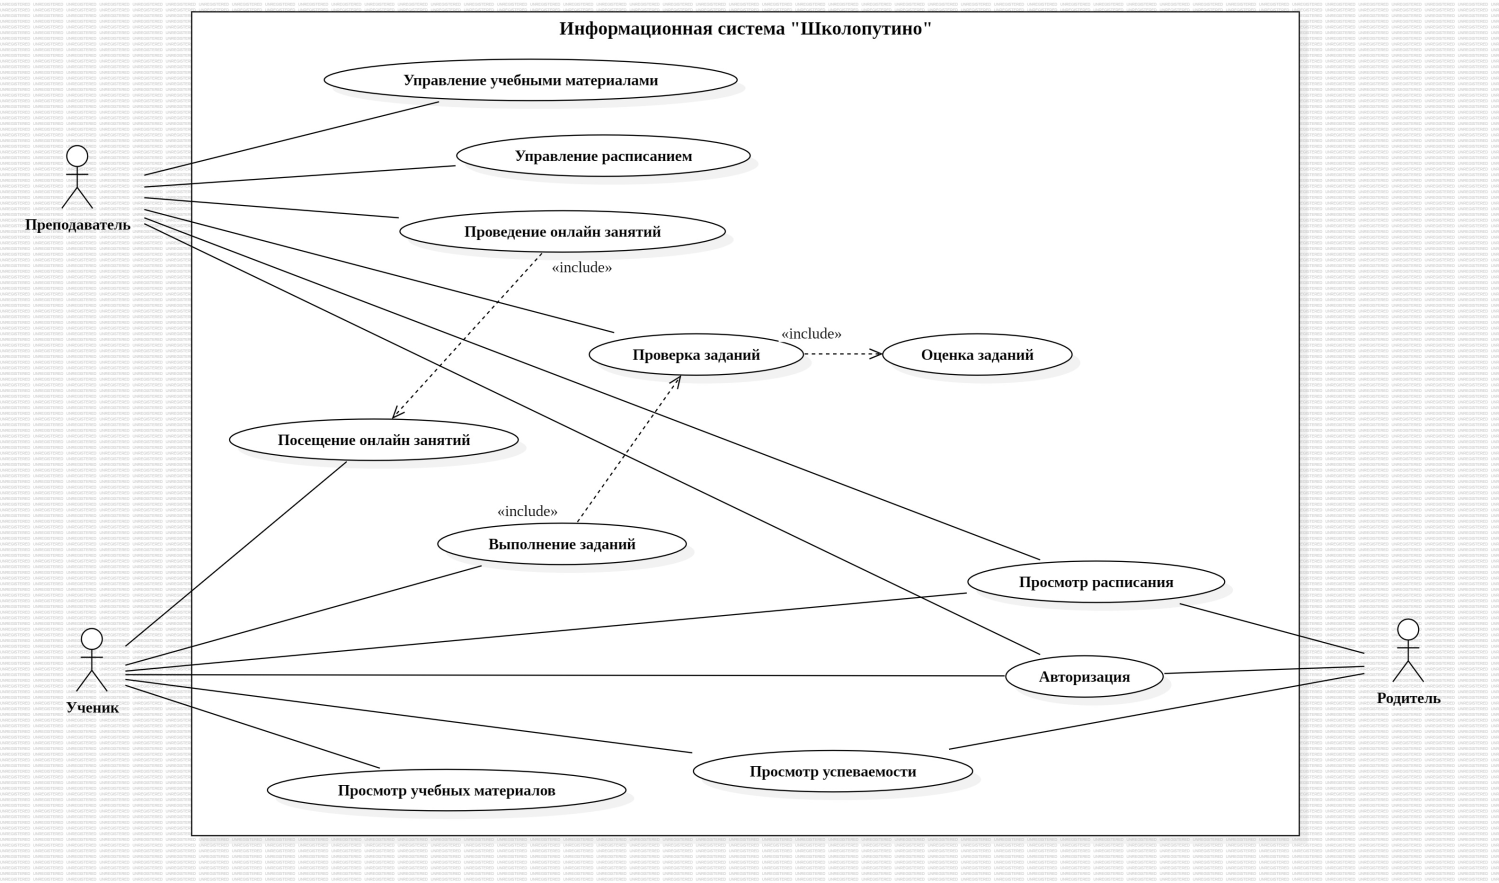 Информационная система "Школопутино"
Управление учебными материалами
Управление расписанием
Преподаватель
Проведение онлайн занятий
«include»
«include»
Проверка заданий
Оценка заданий
Посещение онлайн занятий
«include»
Выполнение заданий
Просмотр расписания
Авторизация
Родитель
Ученик
Просмотр успеваемости
Просмотр учебных материалов